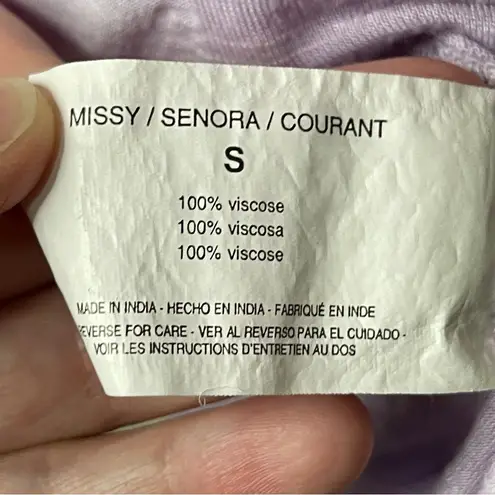 MISSY / SENORA / COURANT
S
100% viscose
100% viscosa
100% viscose
MADE IN INDIA - HECHO EN INDIA - FABRIQUÉ EN INDE
EVERSE FOR CARE - VER AL REVERSO PARA EL CUIDADO -
VOIR LES INSTRUCTIONS D'ENTRETIEN AU DOS